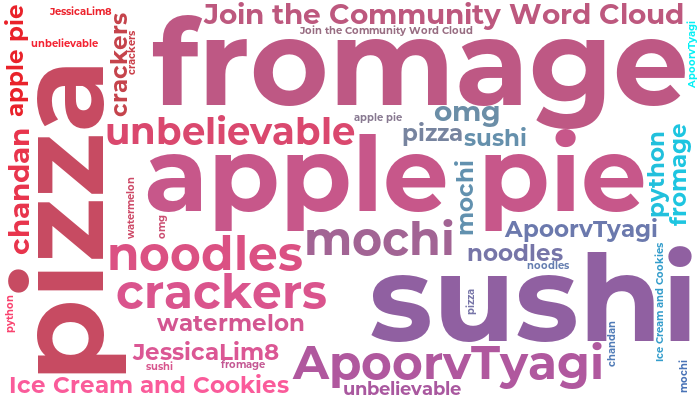 JessicaLim8
Join the Community Word Cloud
apple pie
crackers
fromage
Join the Community Word Cloud
ApoorvTyagi
unbelievable
crackers
pizza
omg
apple pie
unbelievable
pizza
sushi
python
fromage
chandan
apple pie
mochi
watermelon
omg
mochi
ApoorvTyagi
noodles
noodles
noodles
sushi
Ice Cream and Cookies
crackers
python
pizza
watermelon
chandan
JessicaLim8
ApoorvTyagi
sushi
fromage
mochi
Ice Cream and Cookies
unbelievable